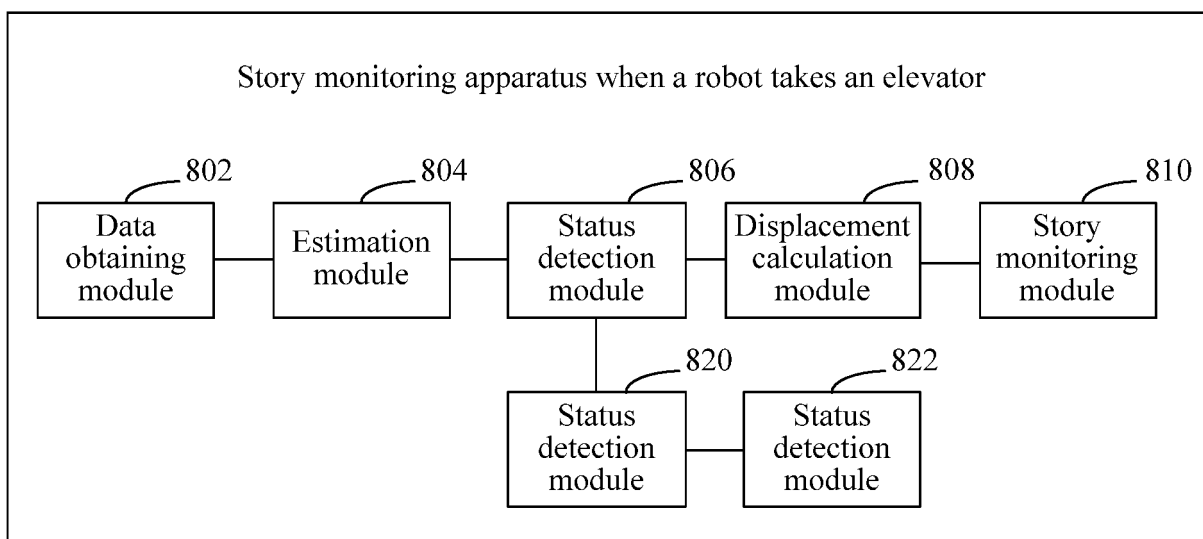 Story monitoring apparatus when a robot takes an elevator
802
804
806
808
810
Data
obtaining
module
Estimation
module
Status
detection
module
Displacement
calculation
module
Story
monitoring
module
820
822
Status
detection
module
Status
detection
module